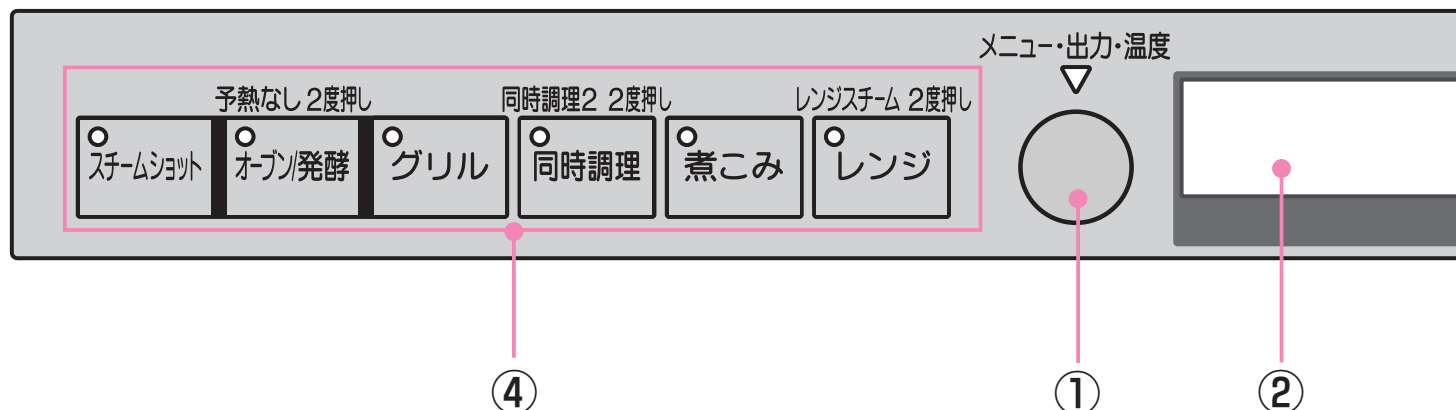 メニュー・出力・温度
予熱なし 2度押し
同時調理2 2度押し
レンジスチーム 2度押し
スチームショット
オーブン/発酵
グリル
同時調理
煮こみ
レンジ
④
①
②